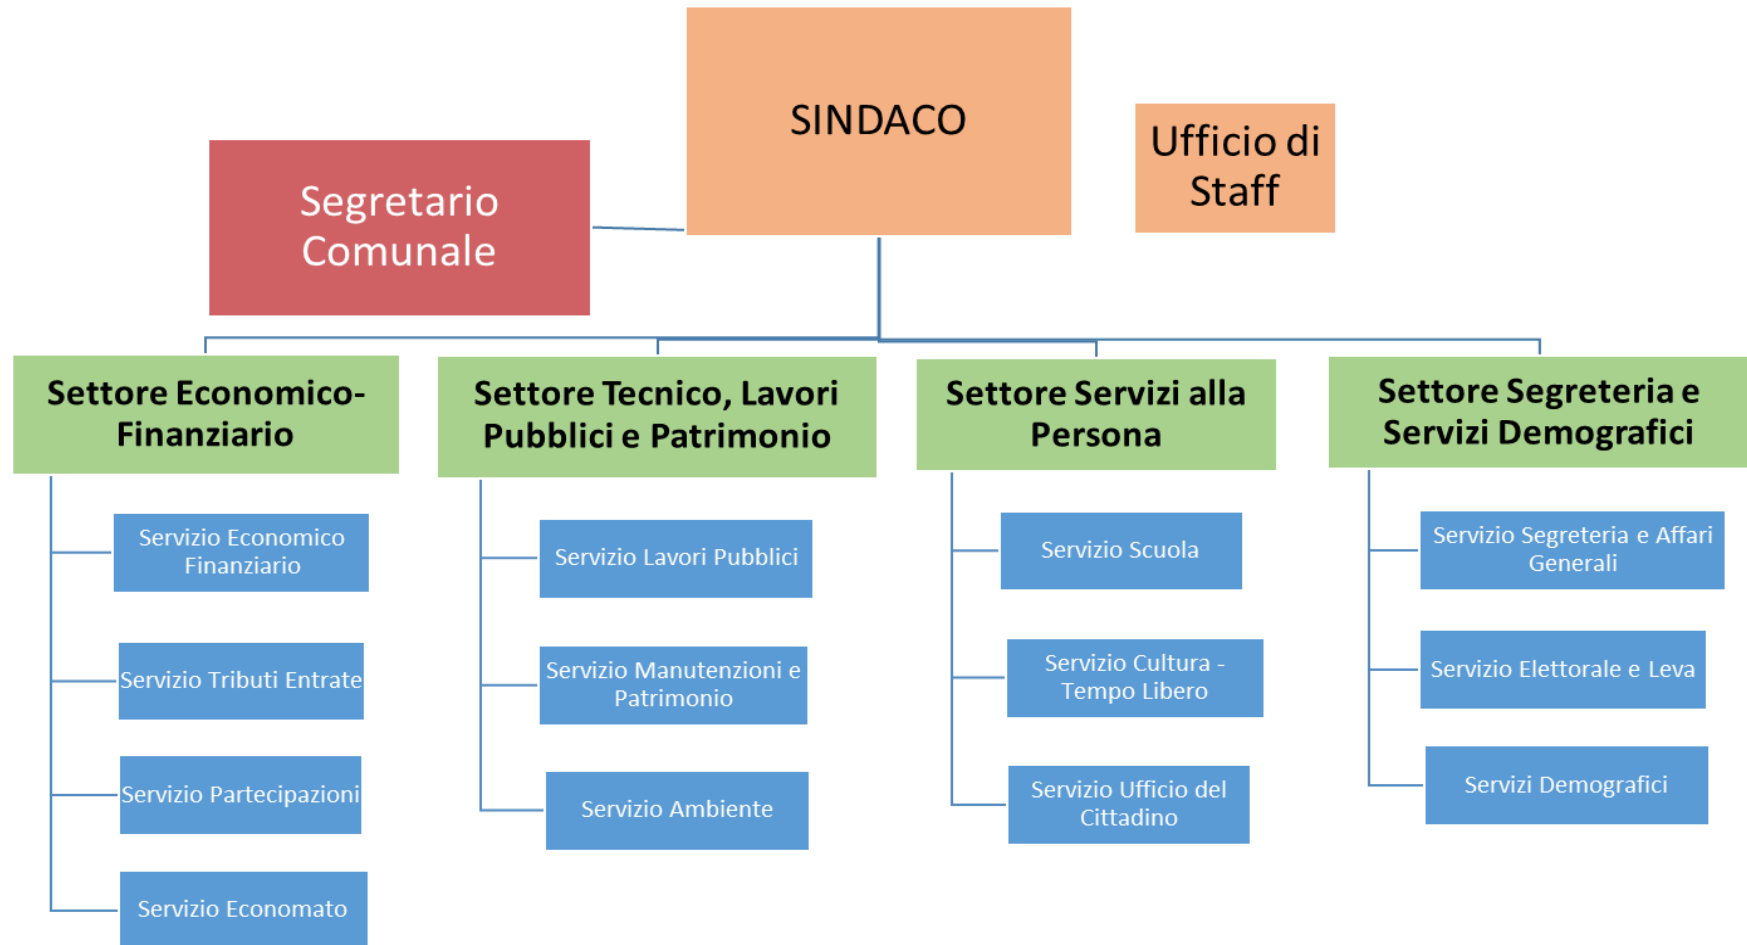 SINDACO
Ufficio di
Staff
Segretario
Comunale
Settore Economico-
Finanziario
Settore Tecnico, Lavori
Pubblici e Patrimonio
Settore Servizi alla
Persona
Settore Segreteria e
Servizi Demografici
Servizio Economico
Finanziario
Servizio Tributi Entrate
Servizio Partecipazioni
Servizio Economato
Servizio Lavori Pubblici
Servizio Manutenzioni e
Patrimonio
Servizio Ambiente
Servizio Scuola
Servizio Cultura -
Tempo Libero
Servizio Ufficio del
Cittadino
Servizio Segreteria e Affari
Generali
Servizio Elettorale e Leva
Servizi Demografici